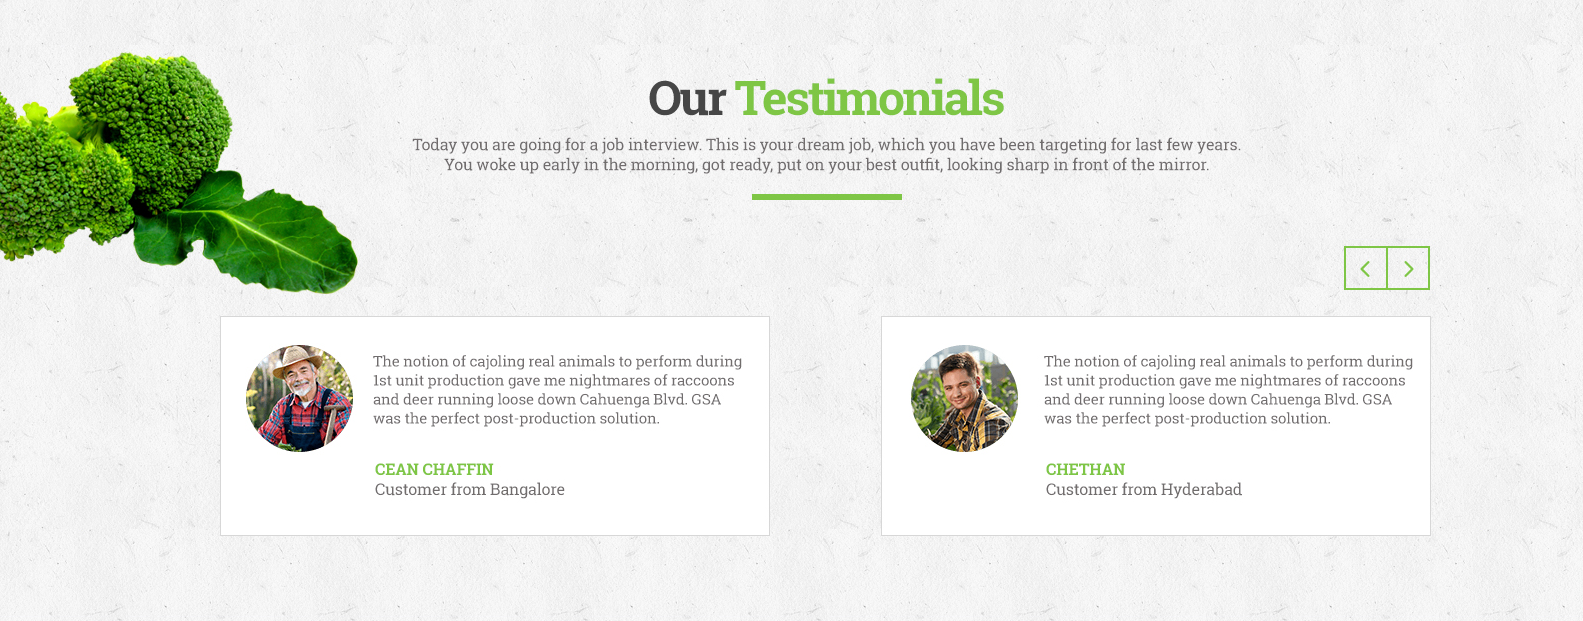 Our Testimonials
Today you are going for a job interview. This is your dream job, which you have been targeting for last few years.
You woke up early in the morning, got ready, put on your best outfit, looking sharp in front of the mirror.
The notion of cajoling real animals to perform during
1st unit production gave me nightmares of raccoons
and deer running loose down Cahuenga Blvd. GSA
was the perfect post-production solution.
CEAN CHAFFIN
Customer from Bangalore
The notion of cajoling real animals to perform during
1st unit production gave me nightmares of raccoons
and deer running loose down Cahuenga Blvd. GSA
was the perfect post-production solution.
CHETHAN
Customer from Hyderabad